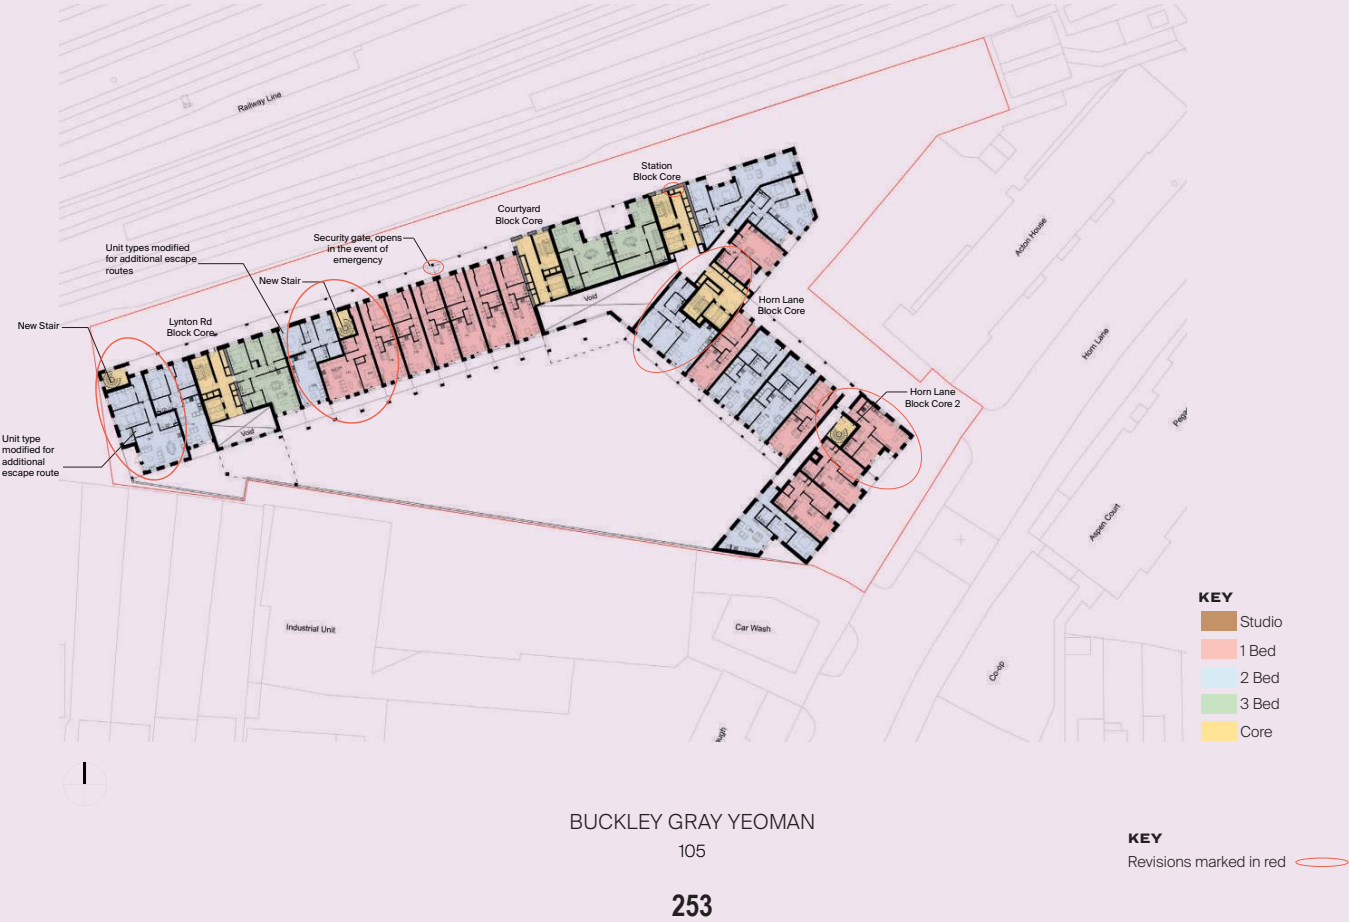 Railway Line
Station
Block Core
Courtyard
Block Core
Security gate, opens
in the event of
emergency
Unit types modified
for additional escape
routes
New Stair
New Stair
Lynton Rd
Block Core
Void
Horn Lane
Block Core
Horn Lane
Block Core 2
Unit type
modified for
additional
escape route
Void
Acton House
Horn Lane
Aspen Court
Industrial Unit
Car Wash
Co-op
KEY
Studio
1 Bed
2 Bed
3 Bed
Core
BUCKLEY GRAY YEOMAN
105
KEY
Revisions marked in red
253